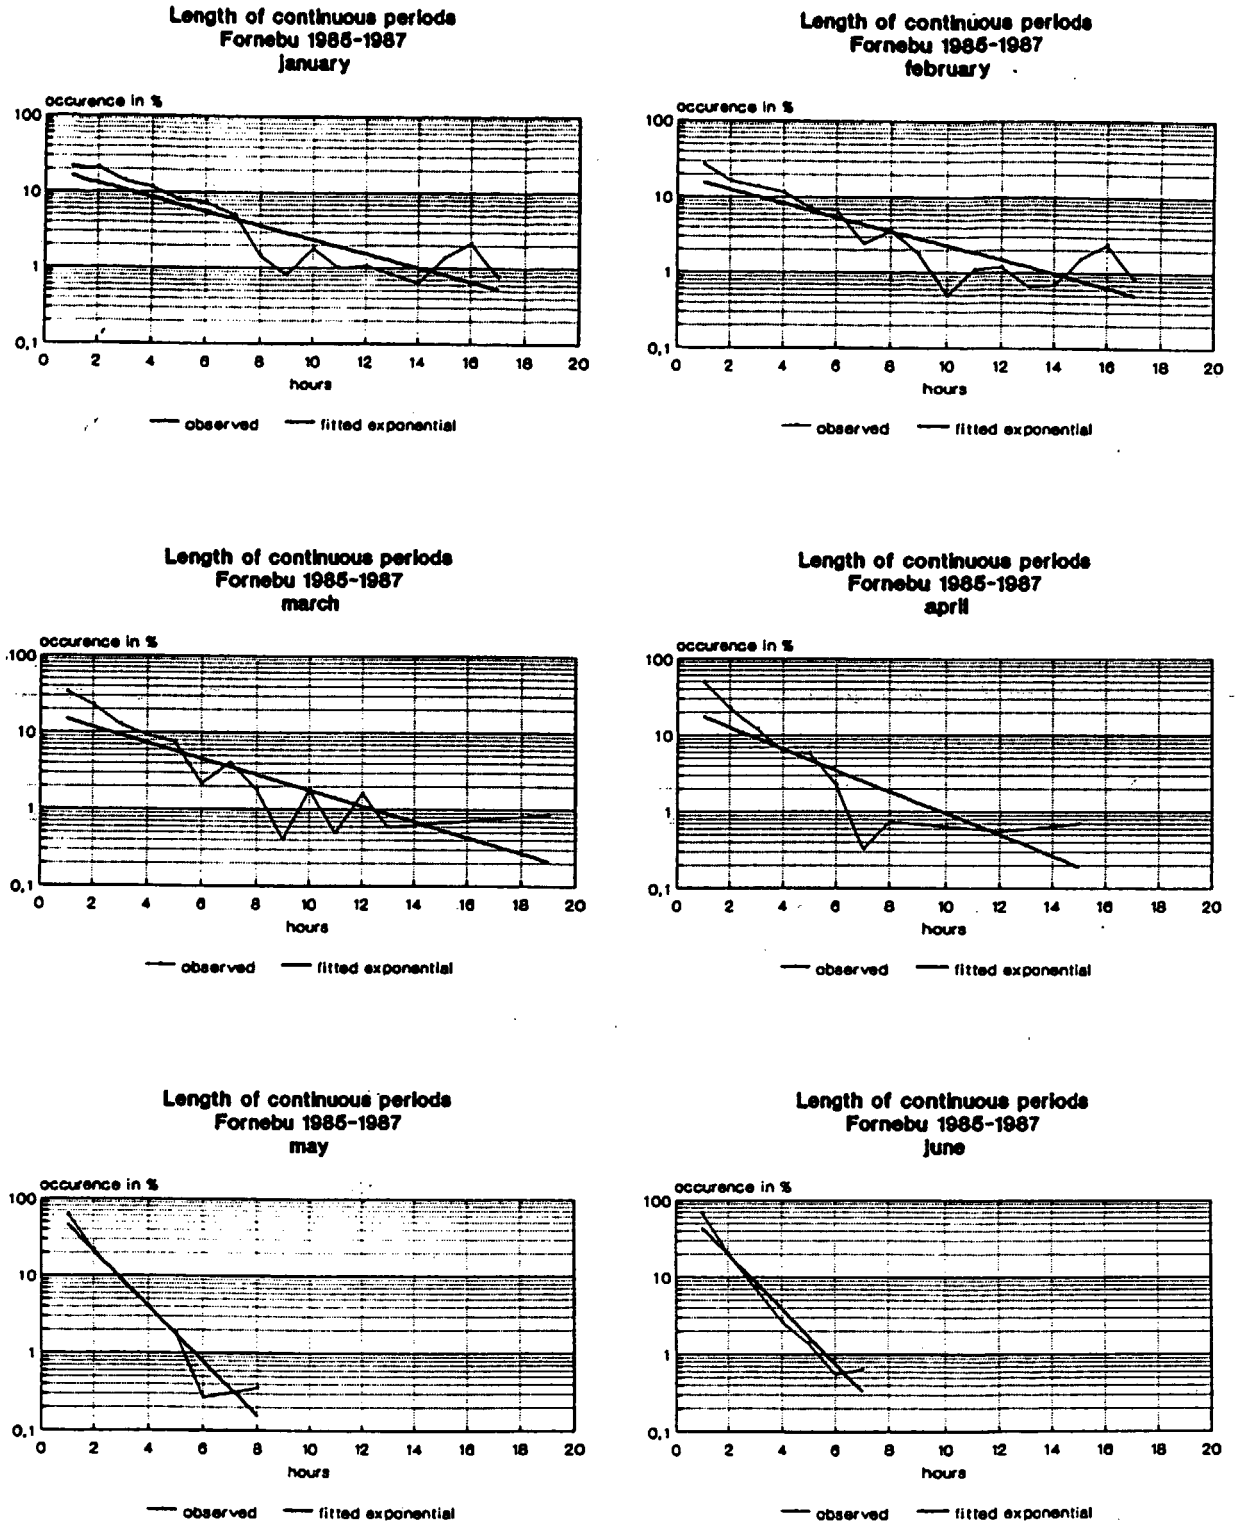 Length of continuous periods
Fornebu 1985-1987
january
occurence in %
100
10
1
0,1
0 2 4 6 8 10 12 14 16 18 20
hours
observed fitted exponential
Length of continuous periods
Fornebu 1985-1987
february
occurence in %
100
10
1
0,1
0 2 4 6 8 10 12 14 16 18 20
hours
observed fitted exponential
Length of continuous periods
Fornebu 1985-1987
march
occurence in %
100
10
1
0,1
0 2 4 6 8 10 12 14 16 18 20
hours
observed fitted exponential
Length of continuous periods
Fornebu 1985-1987
april
occurence in %
100
10
1
0,1
0 2 4 6 8 10 12 14 16 18 20
hours
observed fitted exponential
Length of continuous periods
Fornebu 1985-1987
may
occurence in %
100
10
1
0,1
0 2 4 6 8 10 12 14 16 18 20
hours
observed fitted exponential
Length of continuous periods
Fornebu 1985-1987
june
occurence in %
100
10
1
0,1
0 2 4 6 8 10 12 14 16 18 20
hours
observed fitted exponential